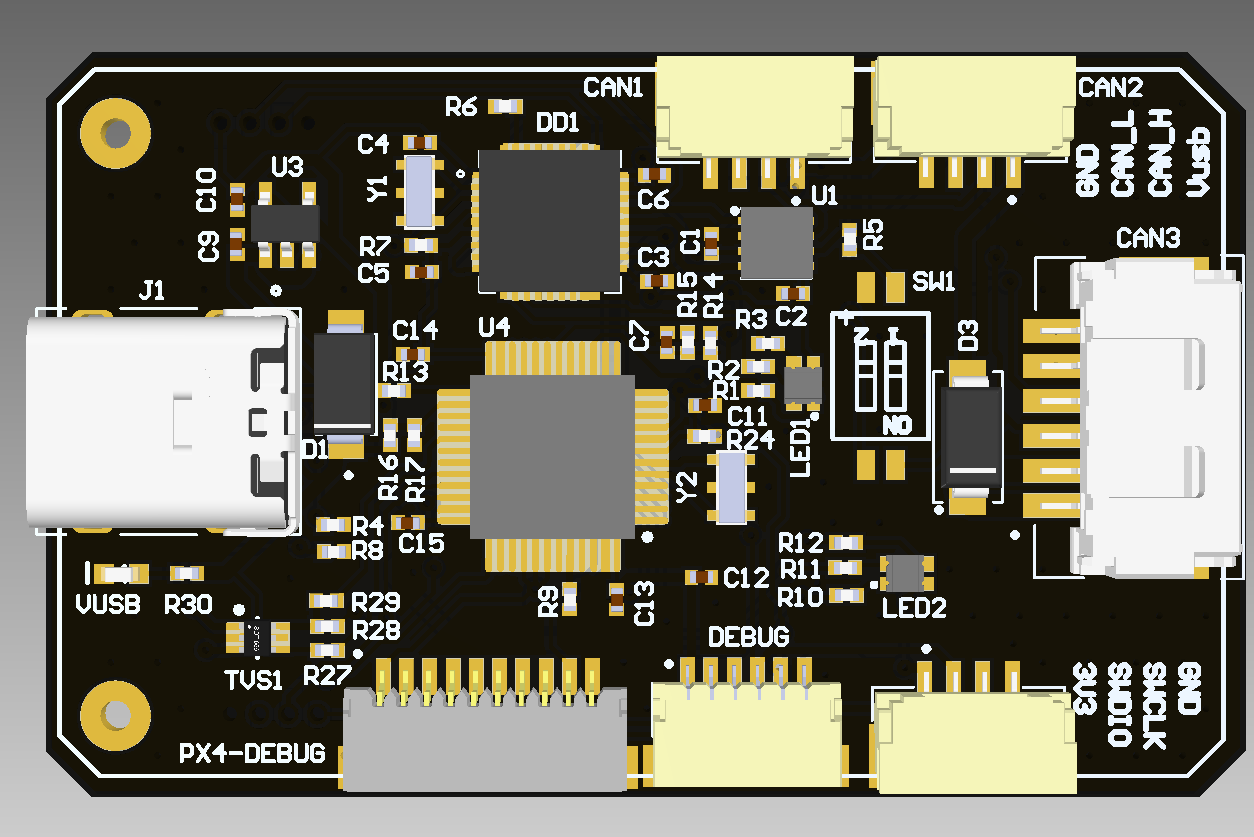 CAN1
CAN2
R6
DD1
C4
U3
Y1
C10
C6
U1
GND
CAN_L
CAN_H
Vusb
C9
R7
C5
C1
R5
C3
CAN3
J1
R15
R14
C2
SW1
+
R3
U4
C7
C14
R13
R2
R1
2 1
ON
D3
C11
R24
LED1
D1
R16
R17
Y2
R4
R8
C15
R12
R11
R10
LED2
VUSB
R30
R29
R28
R27
R9
C13
C12
TVS1
DEBUG
PX4-DEBUG
3V3
SWDIO
SWCLK
GND